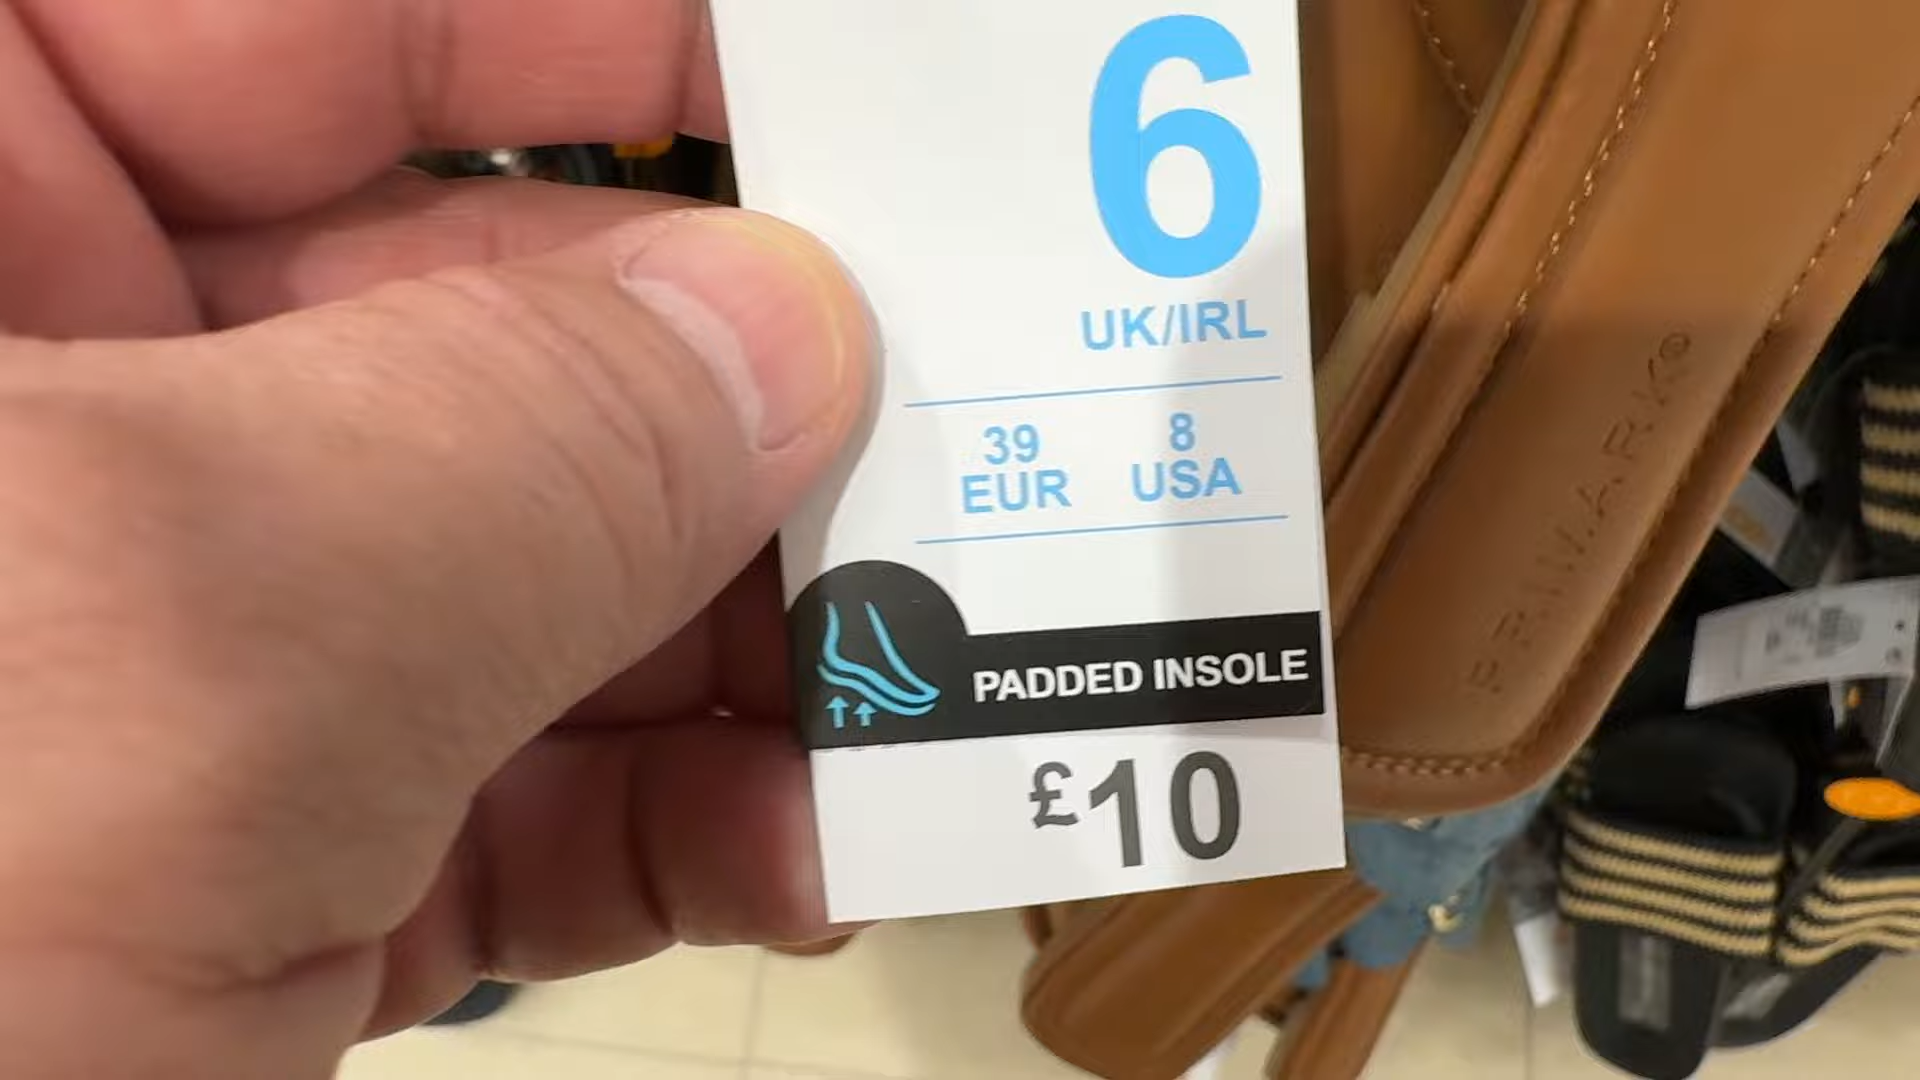 6
UK/IRL
39 8
EUR USA
PADDED INSOLE
£10
PRIMARK®